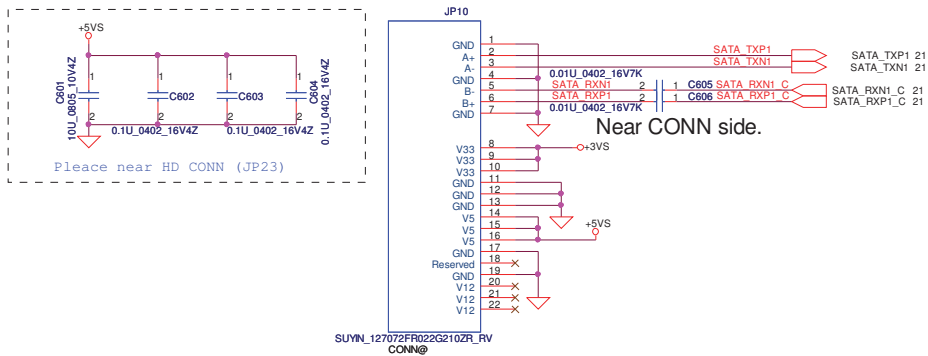 +5VS
1
1
1
1
C601
10U_0805_10V4Z
C602
C603
C604
0.1U_0402_16V4Z
2
2
2
2
0.1U_0402_16V4Z
0.1U_0402_16V4Z
Pleace near HD CONN (JP23)
JP10
GND 1
A+ 2 SATA_TXP1 SATA_TXP1 21
A- 3 SATA_TXN1 SATA_TXN1 21
GND 4 0.01U_0402_16V7K
B- 5 SATA_RXN1 2 1 C605 SATA_RXN1_C SATA_RXN1_C 21
B+ 6 SATA_RXP1 2 1 C606 SATA_RXP1_C SATA_RXP1_C 21
GND 7 0.01U_0402_16V7K
Near CONN side.
V33 8 +3VS
V33 9
V33 10
GND 11
GND 12
GND 13
V5 14
V5 15
V5 16 +5VS
GND 17
Reserved 18
GND 19
V12 20
V12 21
V12 22
SUYIN_127072FR022G210ZR_RV
CONN@